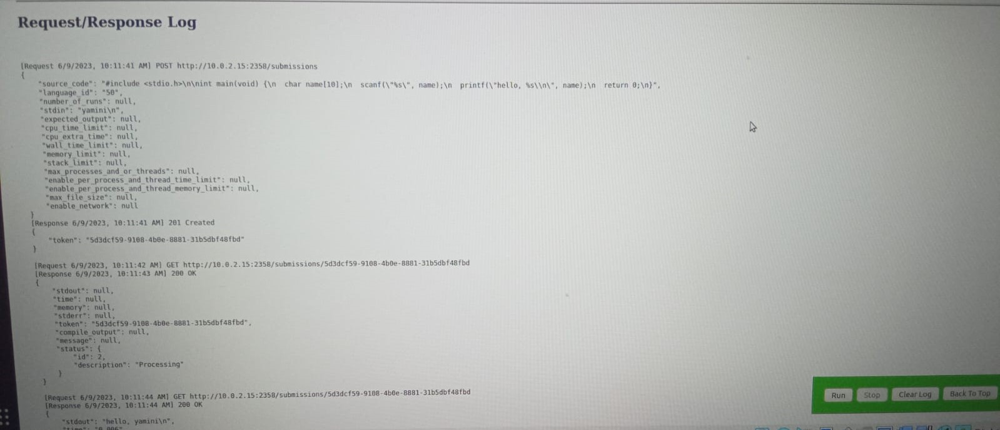 Request/Response Log
[Request 6/9/2023, 10:11:41 AM] POST http://10.0.2.15:2358/submissions
{
"source_code": "#include <stdio.h>\n\nint main(void) {\n  char name[10];\n  scanf(\"%s\", name);\n  printf(\"hello, %s\\n\", name);\n  return 0;\n}",
"language_id": "50",
"number_of_runs": null,
"stdin": "yamini\n",
"expected_output": null,
"cpu_time_limit": null,
"cpu_extra_time": null,
"wall_time_limit": null,
"memory_limit": null,
"stack_limit": null,
"max_processes_and_or_threads": null,
"enable_per_process_and_thread_time_limit": null,
"enable_per_process_and_thread_memory_limit": null,
"max_file_size": null,
"enable_network": null
}
[Response 6/9/2023, 10:11:41 AM] 201 Created
{
"token": "5d3dcf59-9108-4b0e-8881-31b5dbf48fbd"
}
[Request 6/9/2023, 10:11:42 AM] GET http://10.0.2.15:2358/submissions/5d3dcf59-9108-4b0e-8881-31b5dbf48fbd
[Response 6/9/2023, 10:11:43 AM] 200 OK
{
"stdout": null,
"time": null,
"memory": null,
"stderr": null,
"token": "5d3dcf59-9108-4b0e-8881-31b5dbf48fbd",
"compile_output": null,
"message": null,
"status": {
"id": 2,
"description": "Processing"
}
}
[Request 6/9/2023, 10:11:44 AM] GET http://10.0.2.15:2358/submissions/5d3dcf59-9108-4b0e-8881-31b5dbf48fbd
[Response 6/9/2023, 10:11:44 AM] 200 OK
{
"stdout": "hello, yamini\n",
Run Stop Clear Log Back To Top